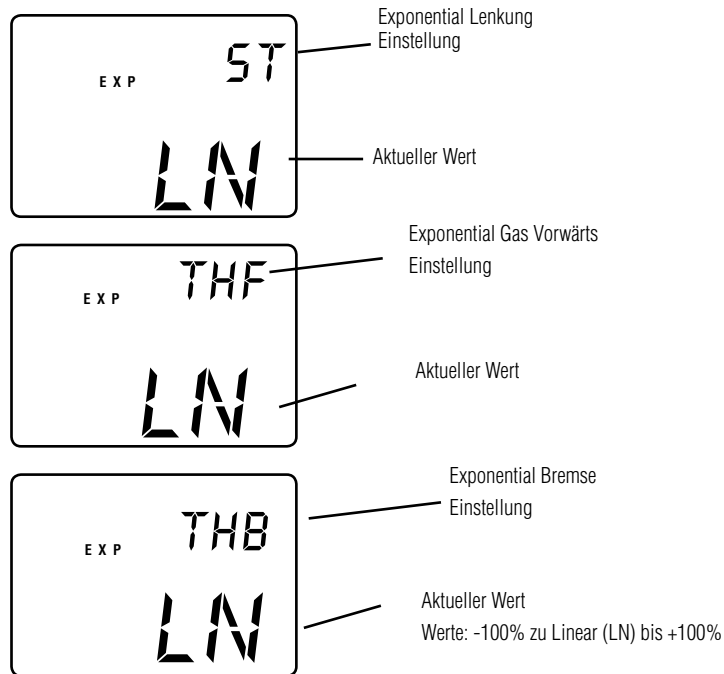 Exponential Lenkung
Einstellung
EXP
ST
Aktueller Wert
LN
Exponential Gas Vorwärts
Einstellung
EXP
THF
Aktueller Wert
LN
Exponential Bremse
Einstellung
EXP
THB
Aktueller Wert
LN
Werte: -100% zu Linear (LN) bis +100%